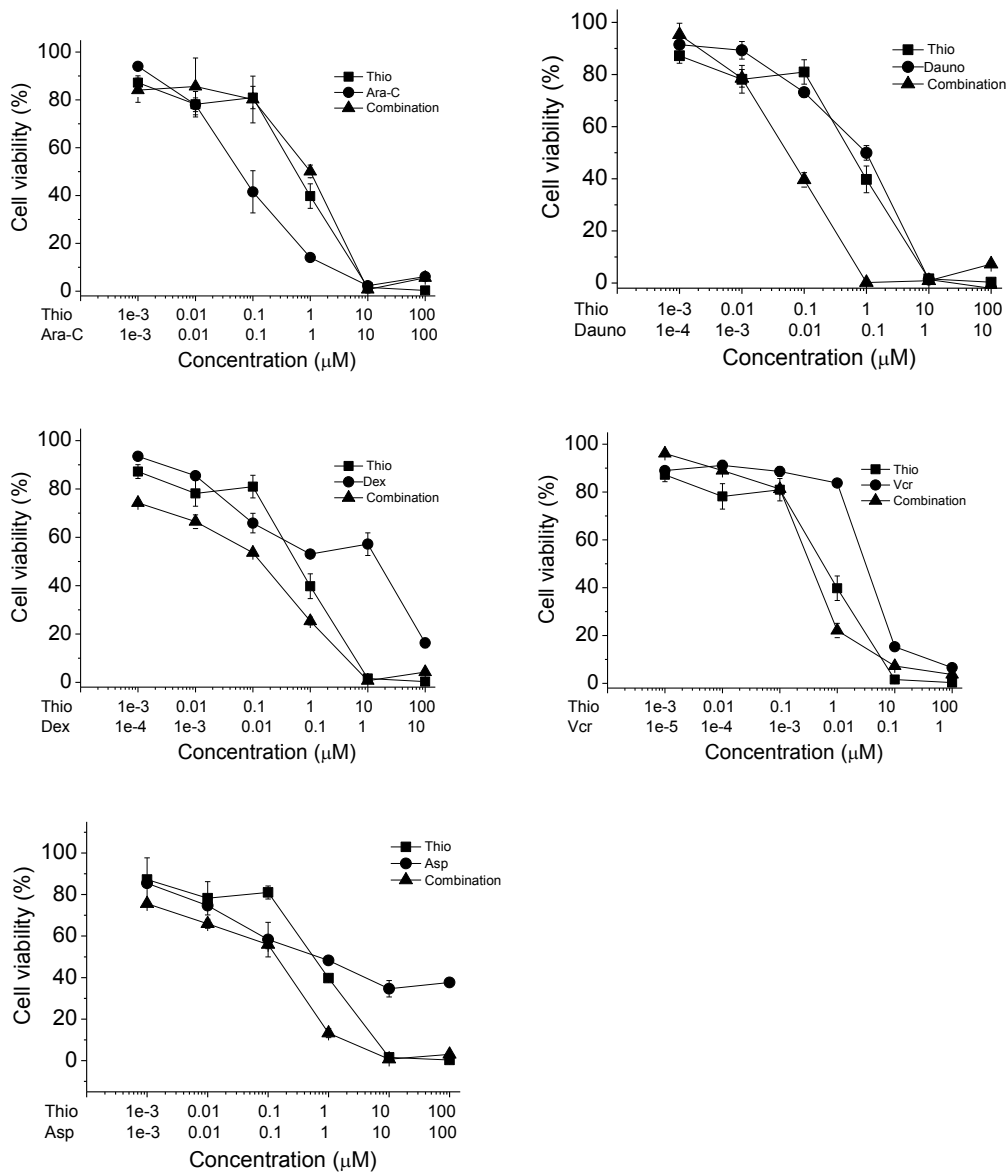 100
80
60
40
20
0
Cell viability (%)
Thio
Ara-C
Combination
Thio 1e-3 0.01 0.1 1 10 100
Ara-C 1e-3 0.01 0.1 1 10 100
Concentration (μM)
100
80
60
40
20
0
Cell viability (%)
Thio
Dauno
Combination
Thio 1e-3 0.01 0.1 1 10 100
Dauno 1e-4 1e-3 0.01 0.1 1 10
Concentration (μM)
100
80
60
40
20
0
Cell viability (%)
Thio
Dex
Combination
Thio 1e-3 0.01 0.1 1 10 100
Dex 1e-4 1e-3 0.01 0.1 1 10
Concentration (μM)
100
80
60
40
20
0
Cell viability (%)
Thio
Vcr
Combination
Thio 1e-3 0.01 0.1 1 10 100
Vcr 1e-5 1e-4 1e-3 0.01 0.1 1
Concentration (μM)
100
80
60
40
20
0
Cell viability (%)
Thio
Asp
Combination
Thio 1e-3 0.01 0.1 1 10 100
Asp 1e-3 0.01 0.1 1 10 100
Concentration (μM)